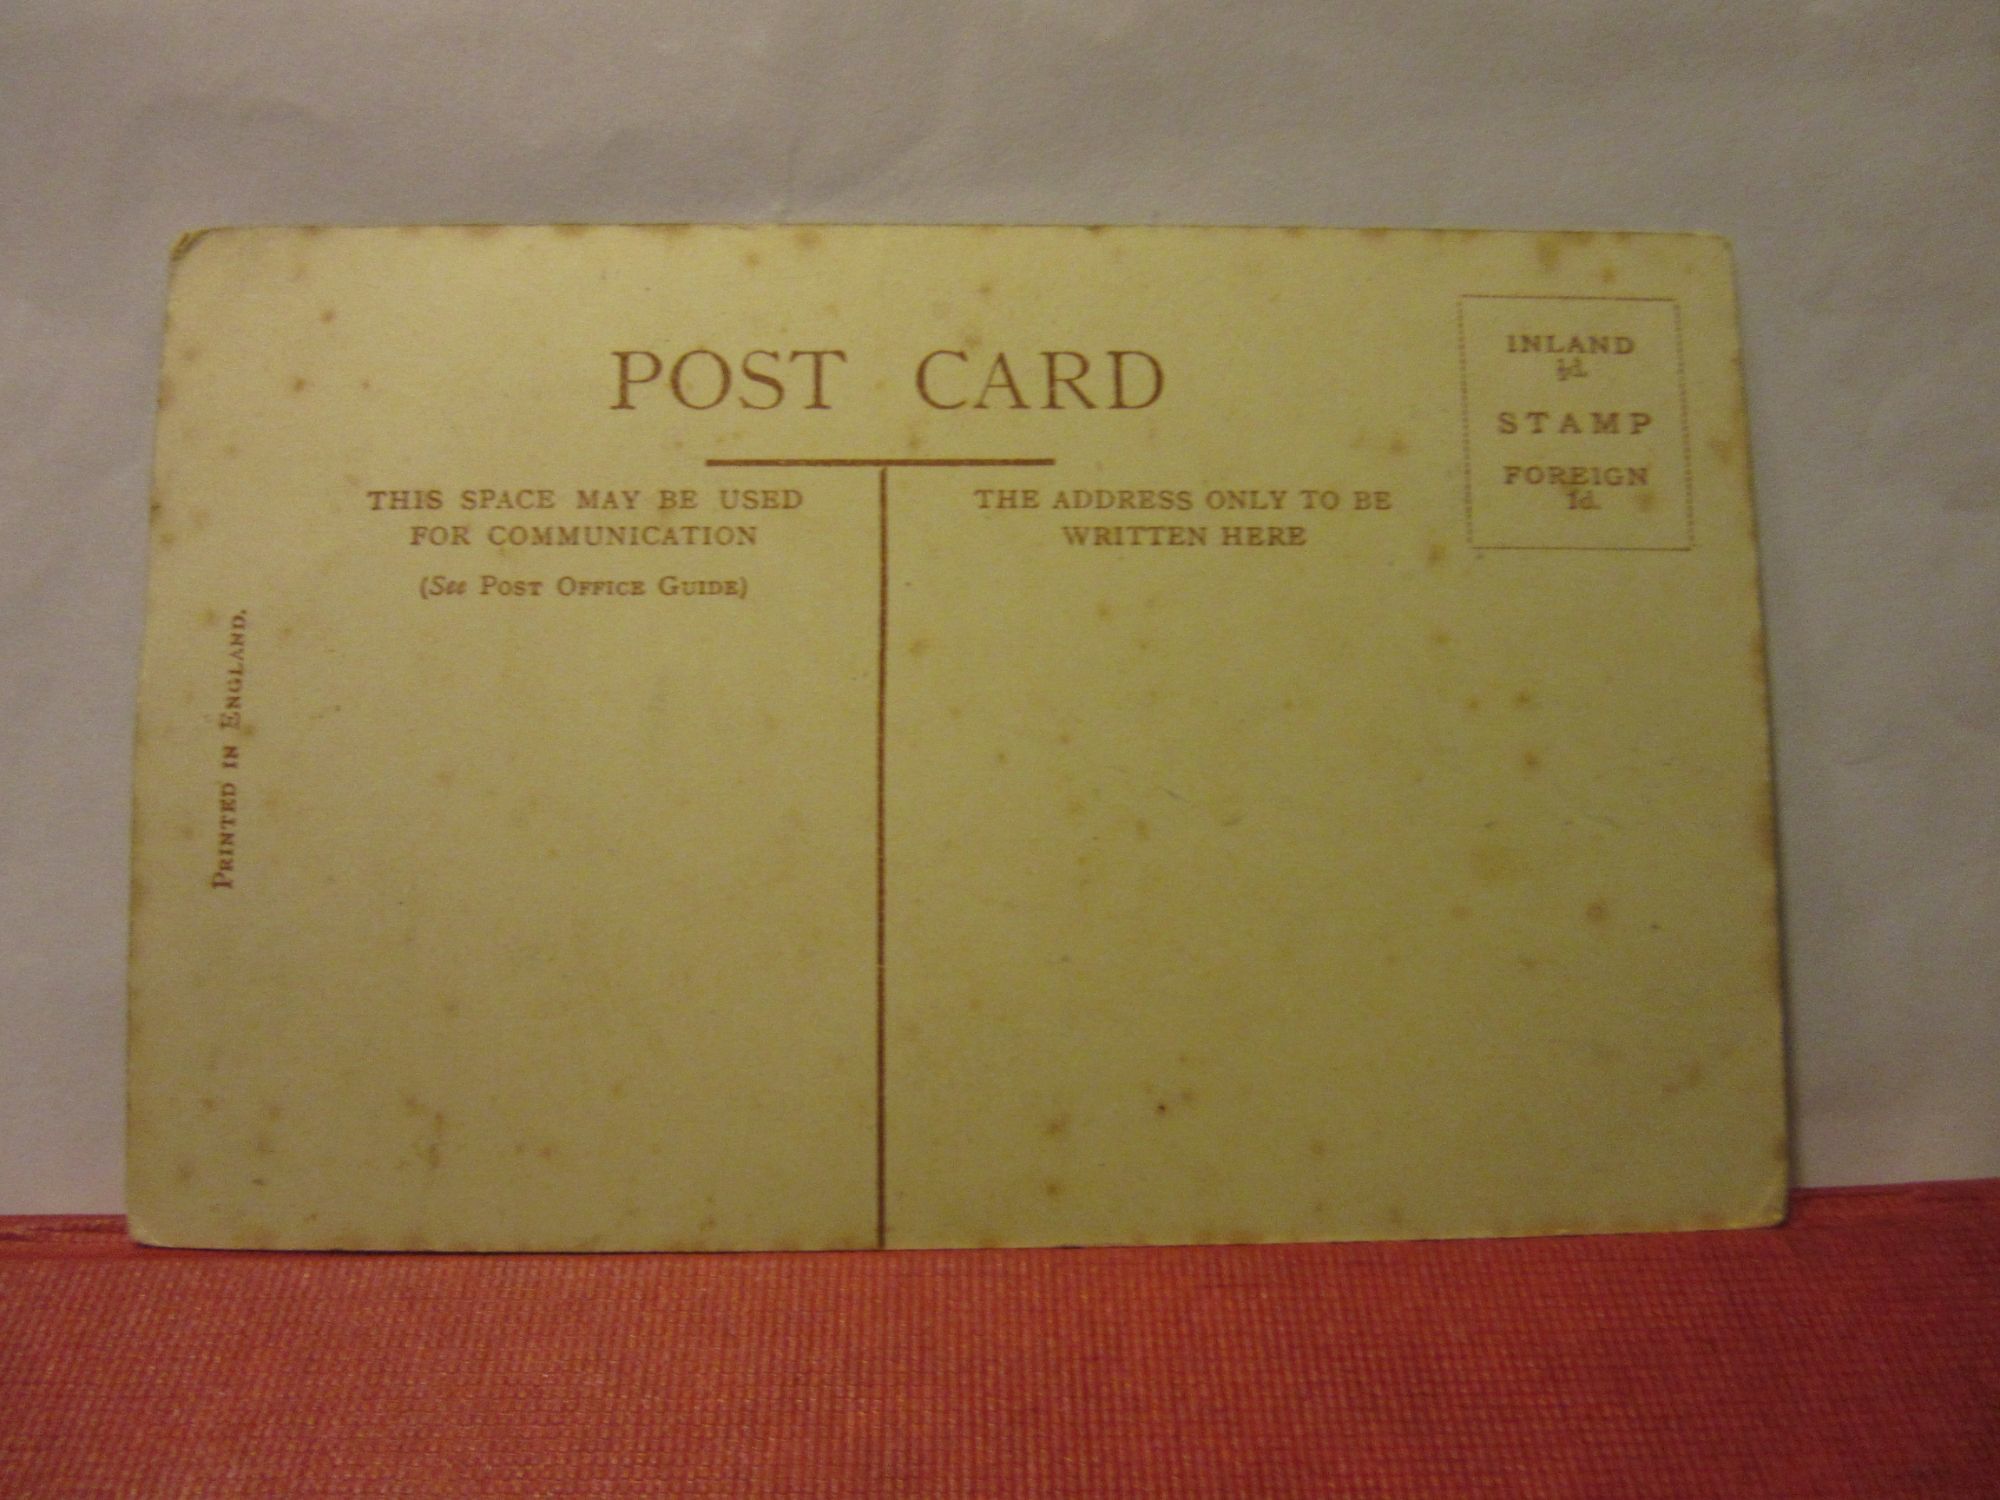 POST CARD
INLAND
½d.
STAMP
FOREIGN
1d.
THIS SPACE MAY BE USED
FOR COMMUNICATION
(See POST OFFICE GUIDE)
THE ADDRESS ONLY TO BE
WRITTEN HERE
PRINTED IN ENGLAND.